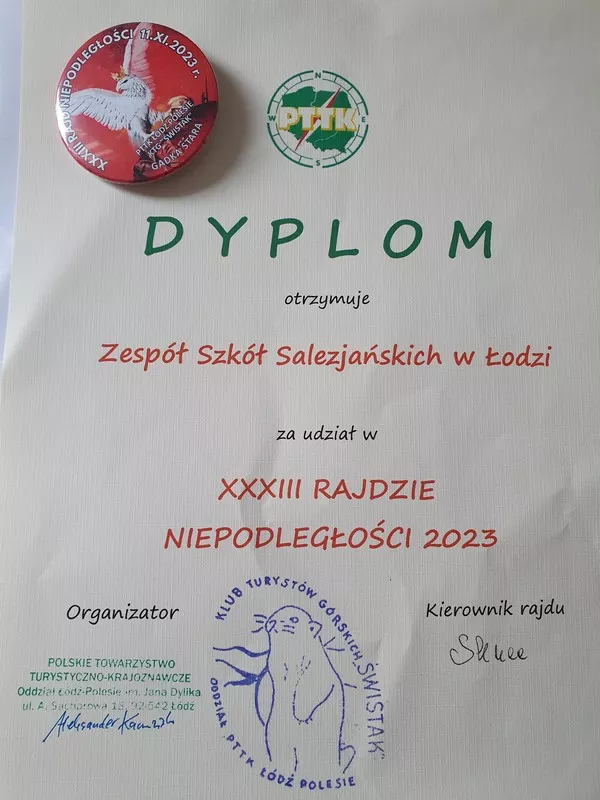 XXXIII RAJD NIEPODLEGŁOŚCI 11.XI.2023 r.
PTTK ŁÓDŹ POLESIE
KTG "ŚWISTAK"
GADKA STARA
N
W PTTK E
S
DYPLOM
otrzymuje
Zespół Szkół Salezjańskich w Łodzi
za udział w
XXXIII RAJDZIE
NIEPODLEGŁOŚCI 2023
Organizator
Kierownik rajdu
POLSKIE TOWARZYSTWO
TURYSTYCZNO-KRAJOZNAWCZE
Oddział Łódź-Polesie im. Jana Dylika
ul. A. Sacharowa 18, 92-542 Łódź
Aleksander
KLUB TURYSTÓW GÓRSKICH „ŚWISTAK"
ODDZIAŁ PTTK ŁÓDŹ POLESIE